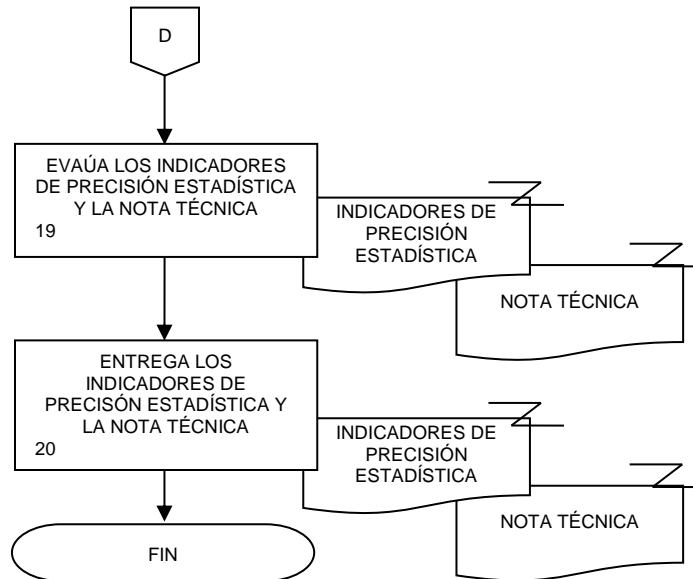 D
EVAÚA LOS INDICADORES
DE PRECISIÓN ESTADÍSTICA
Y LA NOTA TÉCNICA
19
INDICADORES DE
PRECISIÓN
ESTADÍSTICA
NOTA TÉCNICA
ENTREGA LOS
INDICADORES DE
PRECISÓN ESTADÍSTICA Y
LA NOTA TÉCNICA
20
INDICADORES DE
PRECISIÓN
ESTADÍSTICA
NOTA TÉCNICA
FIN